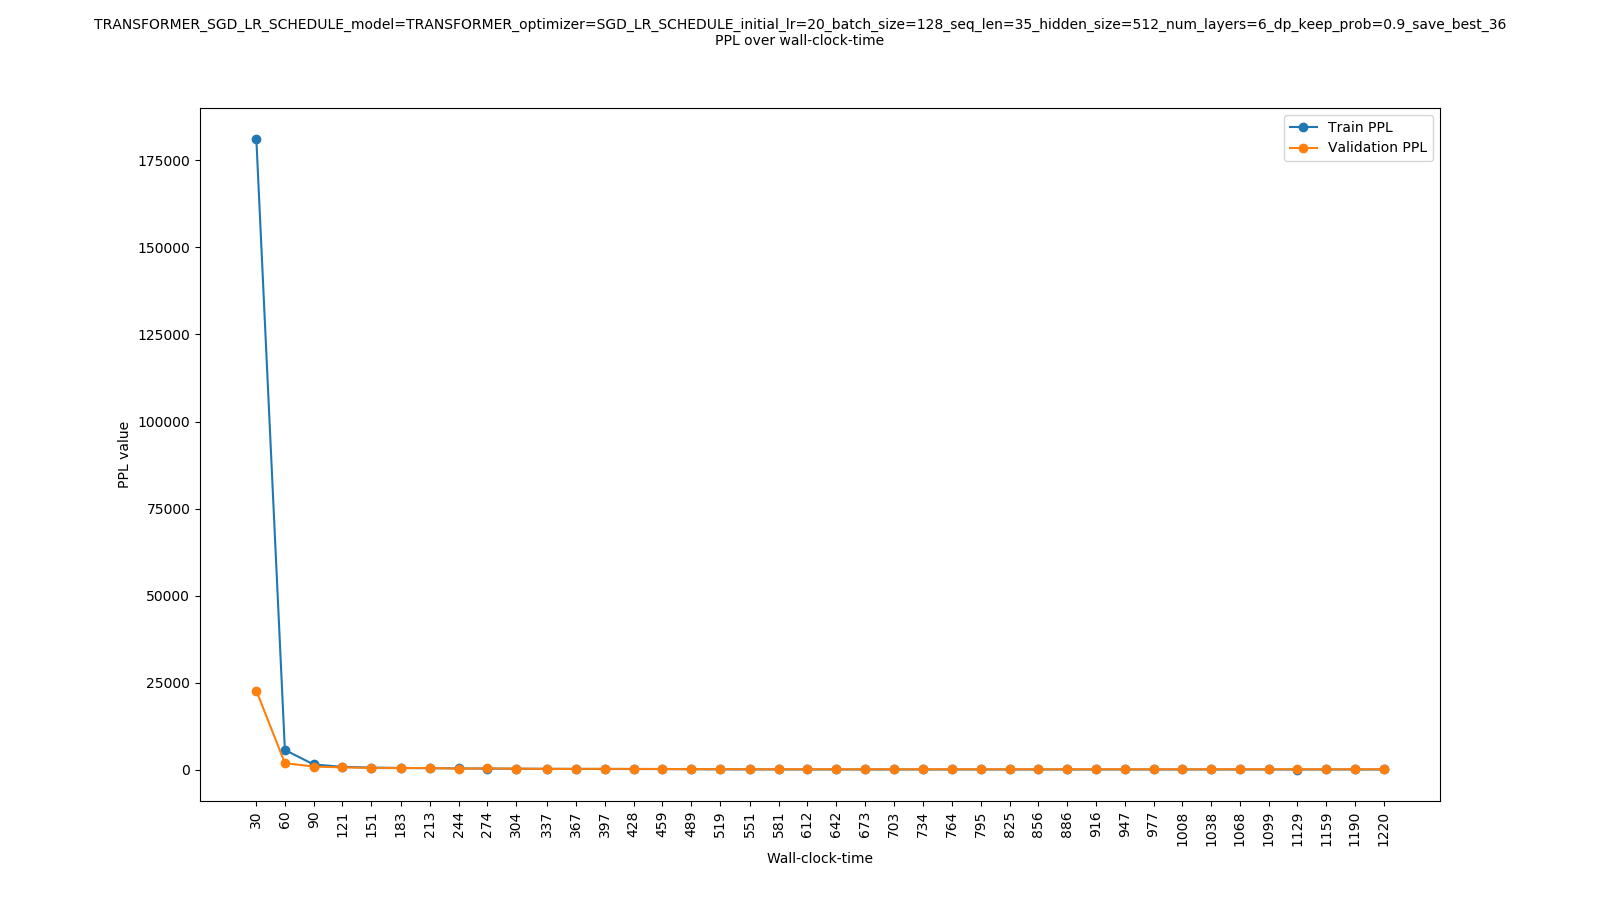 TRANSFORMER_SGD_LR_SCHEDULE_model=TRANSFORMER_optimizer=SGD_LR_SCHEDULE_initial_lr=20_batch_size=128_seq_len=35_hidden_size=512_num_layers=6_dp_keep_prob=0.9_save_best_36
PPL over wall-clock-time
Train PPL
Validation PPL
175000
150000
125000
100000
75000
50000
25000
0
PPL value
30 60 90 121 151 183 213 244 274 304 337 367 397 428 459 489 519 551 581 612 642 673 703 734 764 795 825 856 886 916 947 977 1008 1038 1068 1099 1129 1159 1190 1220
Wall-clock-time